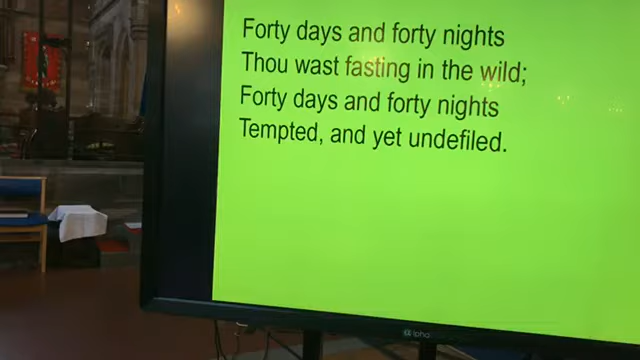 Forty days and forty nights
Thou wast fasting in the wild;
Forty days and forty nights
Tempted, and yet undefiled.